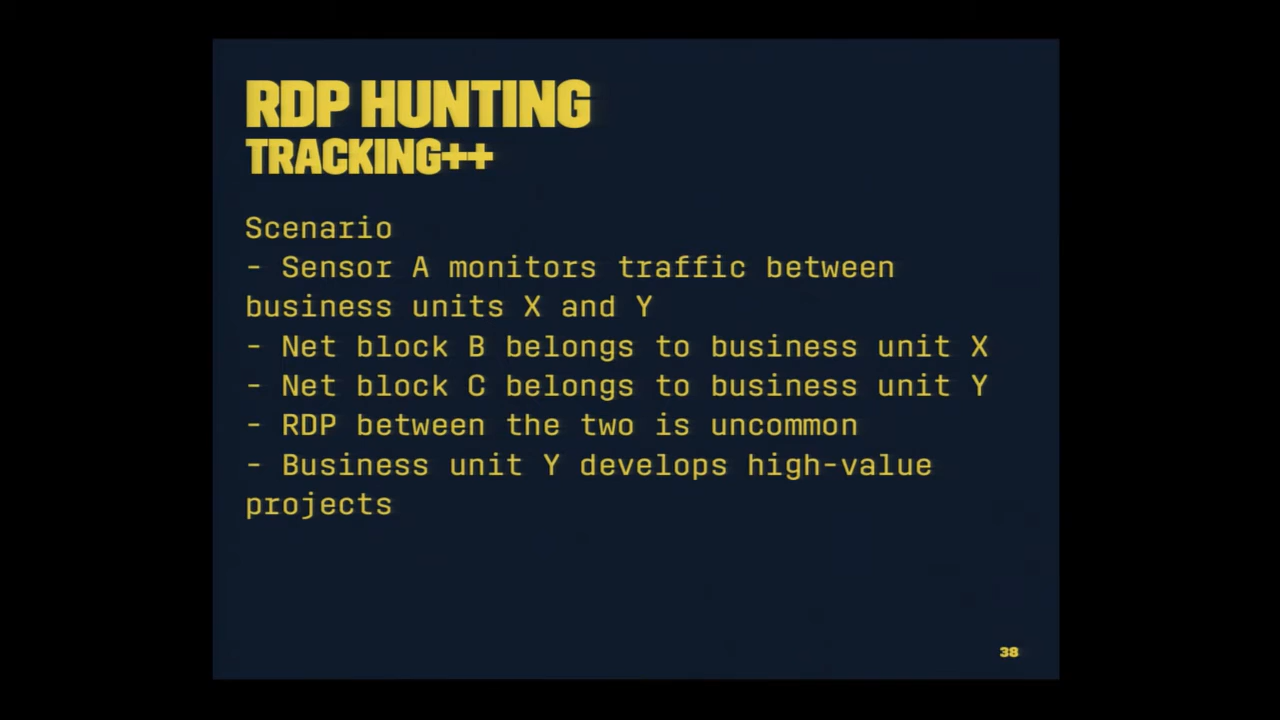 RDP HUNTING
TRACKING++
Scenario
- Sensor A monitors traffic between
business units X and Y
- Net block B belongs to business unit X
- Net block C belongs to business unit Y
- RDP between the two is uncommon
- Business unit Y develops high-value
projects
38